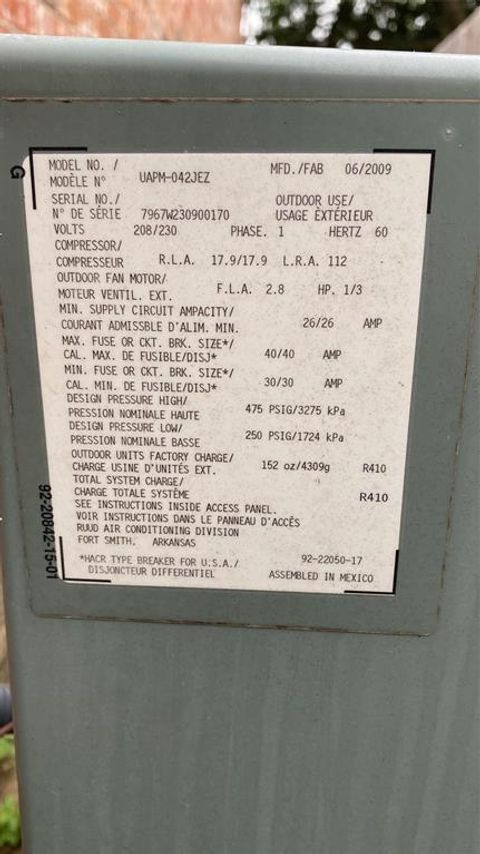 MODEL NO. / MFD./FAB 06/2009
MODÈLE N° UAPM-042JEZ
SERIAL NO./ OUTDOOR USE/
N° DE SÉRIE 7967W230900170 USAGE ÈXTÉRIEUR
VOLTS 208/230 PHASE. 1 HERTZ 60
COMPRESSOR/
COMPRESSEUR R.L.A. 17.9/17.9 L.R.A. 112
OUTDOOR FAN MOTOR/
MOTEUR VENTIL. EXT. F.L.A. 2.8 HP. 1/3
MIN. SUPPLY CIRCUIT AMPACITY/
COURANT ADMISSBLE D'ALIM. MIN. 26/26 AMP
MAX. FUSE OR CKT. BRK. SIZE*/
CAL. MAX. DE FUSIBLE/DISJ* 40/40 AMP
MIN. FUSE OR CKT. BRK. SIZE*/
CAL. MIN. DE FUSIBLE/DISJ* 30/30 AMP
DESIGN PRESSURE HIGH/
PRESSION NOMINALE HAUTE 475 PSIG/3275 kPa
DESIGN PRESSURE LOW/
PRESSION NOMINALE BASSE 250 PSIG/1724 kPa
OUTDOOR UNITS FACTORY CHARGE/
CHARGE USINE D'UNITÉS EXT. 152 oz/4309g R410
TOTAL SYSTEM CHARGE/
CHARGE TOTALE SYSTÈME R410
SEE INSTRUCTIONS INSIDE ACCESS PANEL.
VOIR INSTRUCTIONS DANS LE PANNEAU D'ACCÈS
RUUD AIR CONDITIONING DIVISION
FORT SMITH. ARKANSAS
*HACR TYPE BREAKER FOR U.S.A./ 92-22050-17
DISJONCTEUR DIFFERENTIEL ASSEMBLED IN MEXICO
G
92-20842-15-01